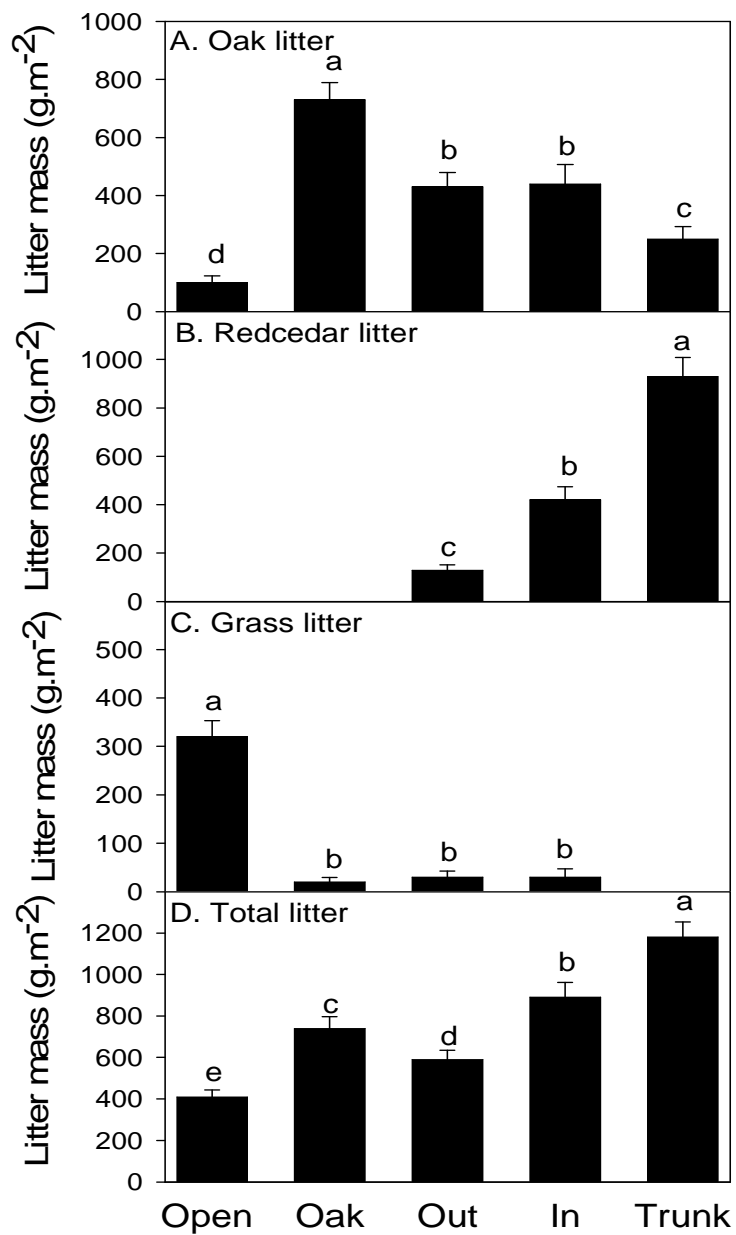 A. Oak litter
Litter mass (g.m-2)
1000
800
600
400
200
0
d
a
b
b
c
B. Redcedar litter
Litter mass (g.m-2)
1000
800
600
400
200
0
c
b
a
C. Grass litter
Litter mass (g.m-2)
500
400
300
200
100
0
a
b
b
b
D. Total litter
Litter mass (g.m-2)
1200
1000
800
600
400
200
0
e
c
d
b
a
Open Oak Out In Trunk